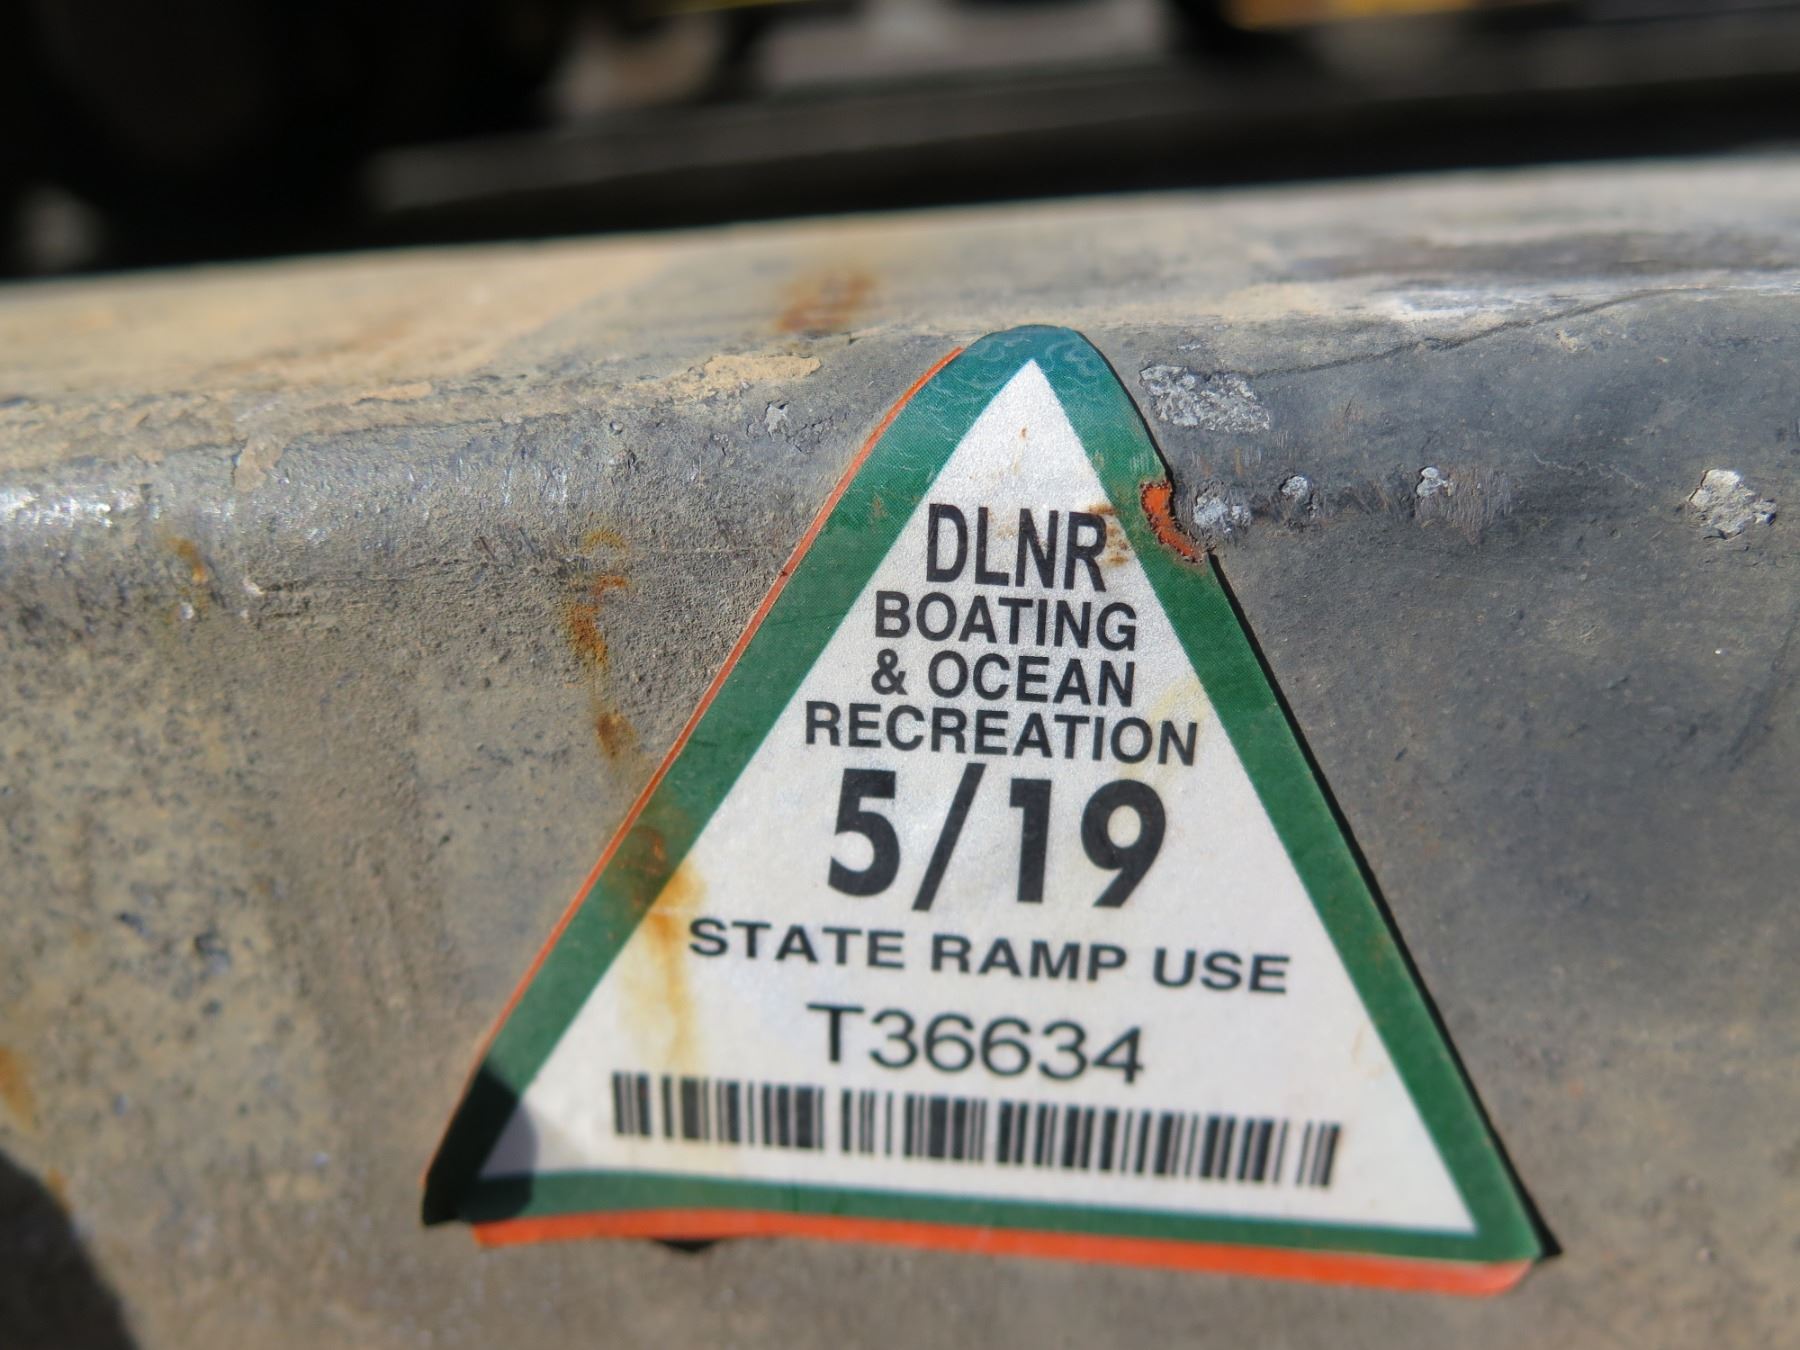 DLNR
BOATING
& OCEAN
RECREATION
5/19
STATE RAMP USE
T36634